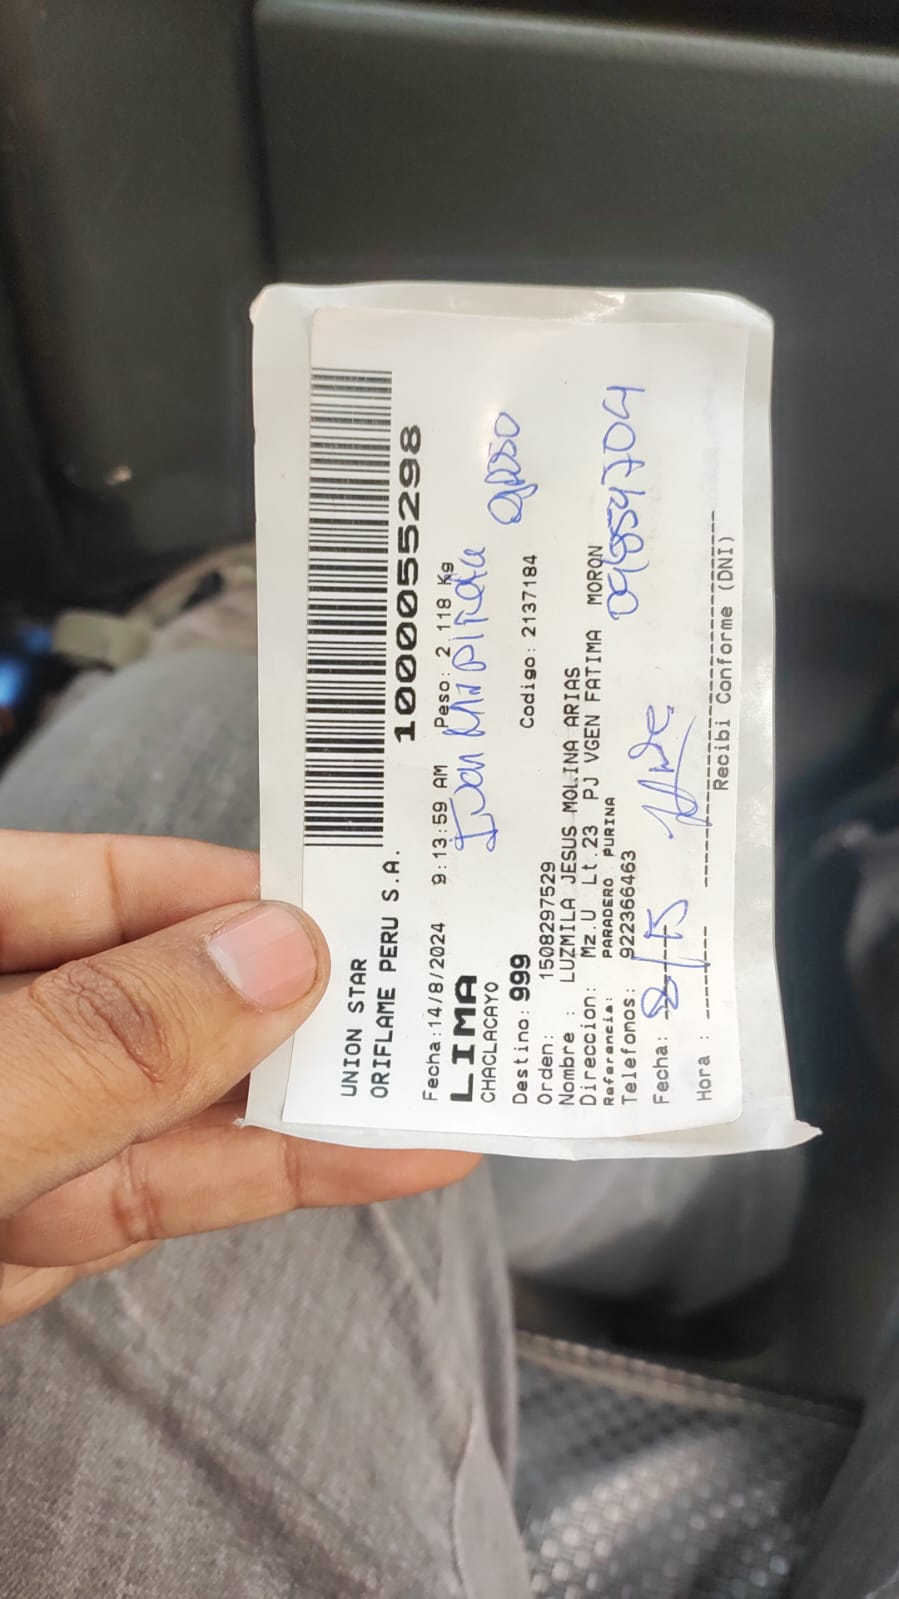 UNION STAR
ORIFLAME PERU S.A.
1000055298
Fecha:14/8/2024 9:13:59 AM Peso: 2.118 Kg
LIMA
CHACLACAYO
Destino: 999 Codigo: 2137184
Orden: 1508297529
Nombre : LUZMILA JESUS MOLINA ARIAS
Direccion: Mz.U Lt.23 PJ VGEN FATIMA MORON
Referencia: PARADERO PURINA
Telefonos: 922366463
Fecha:
Hora :
Recibi Conforme (DNI)